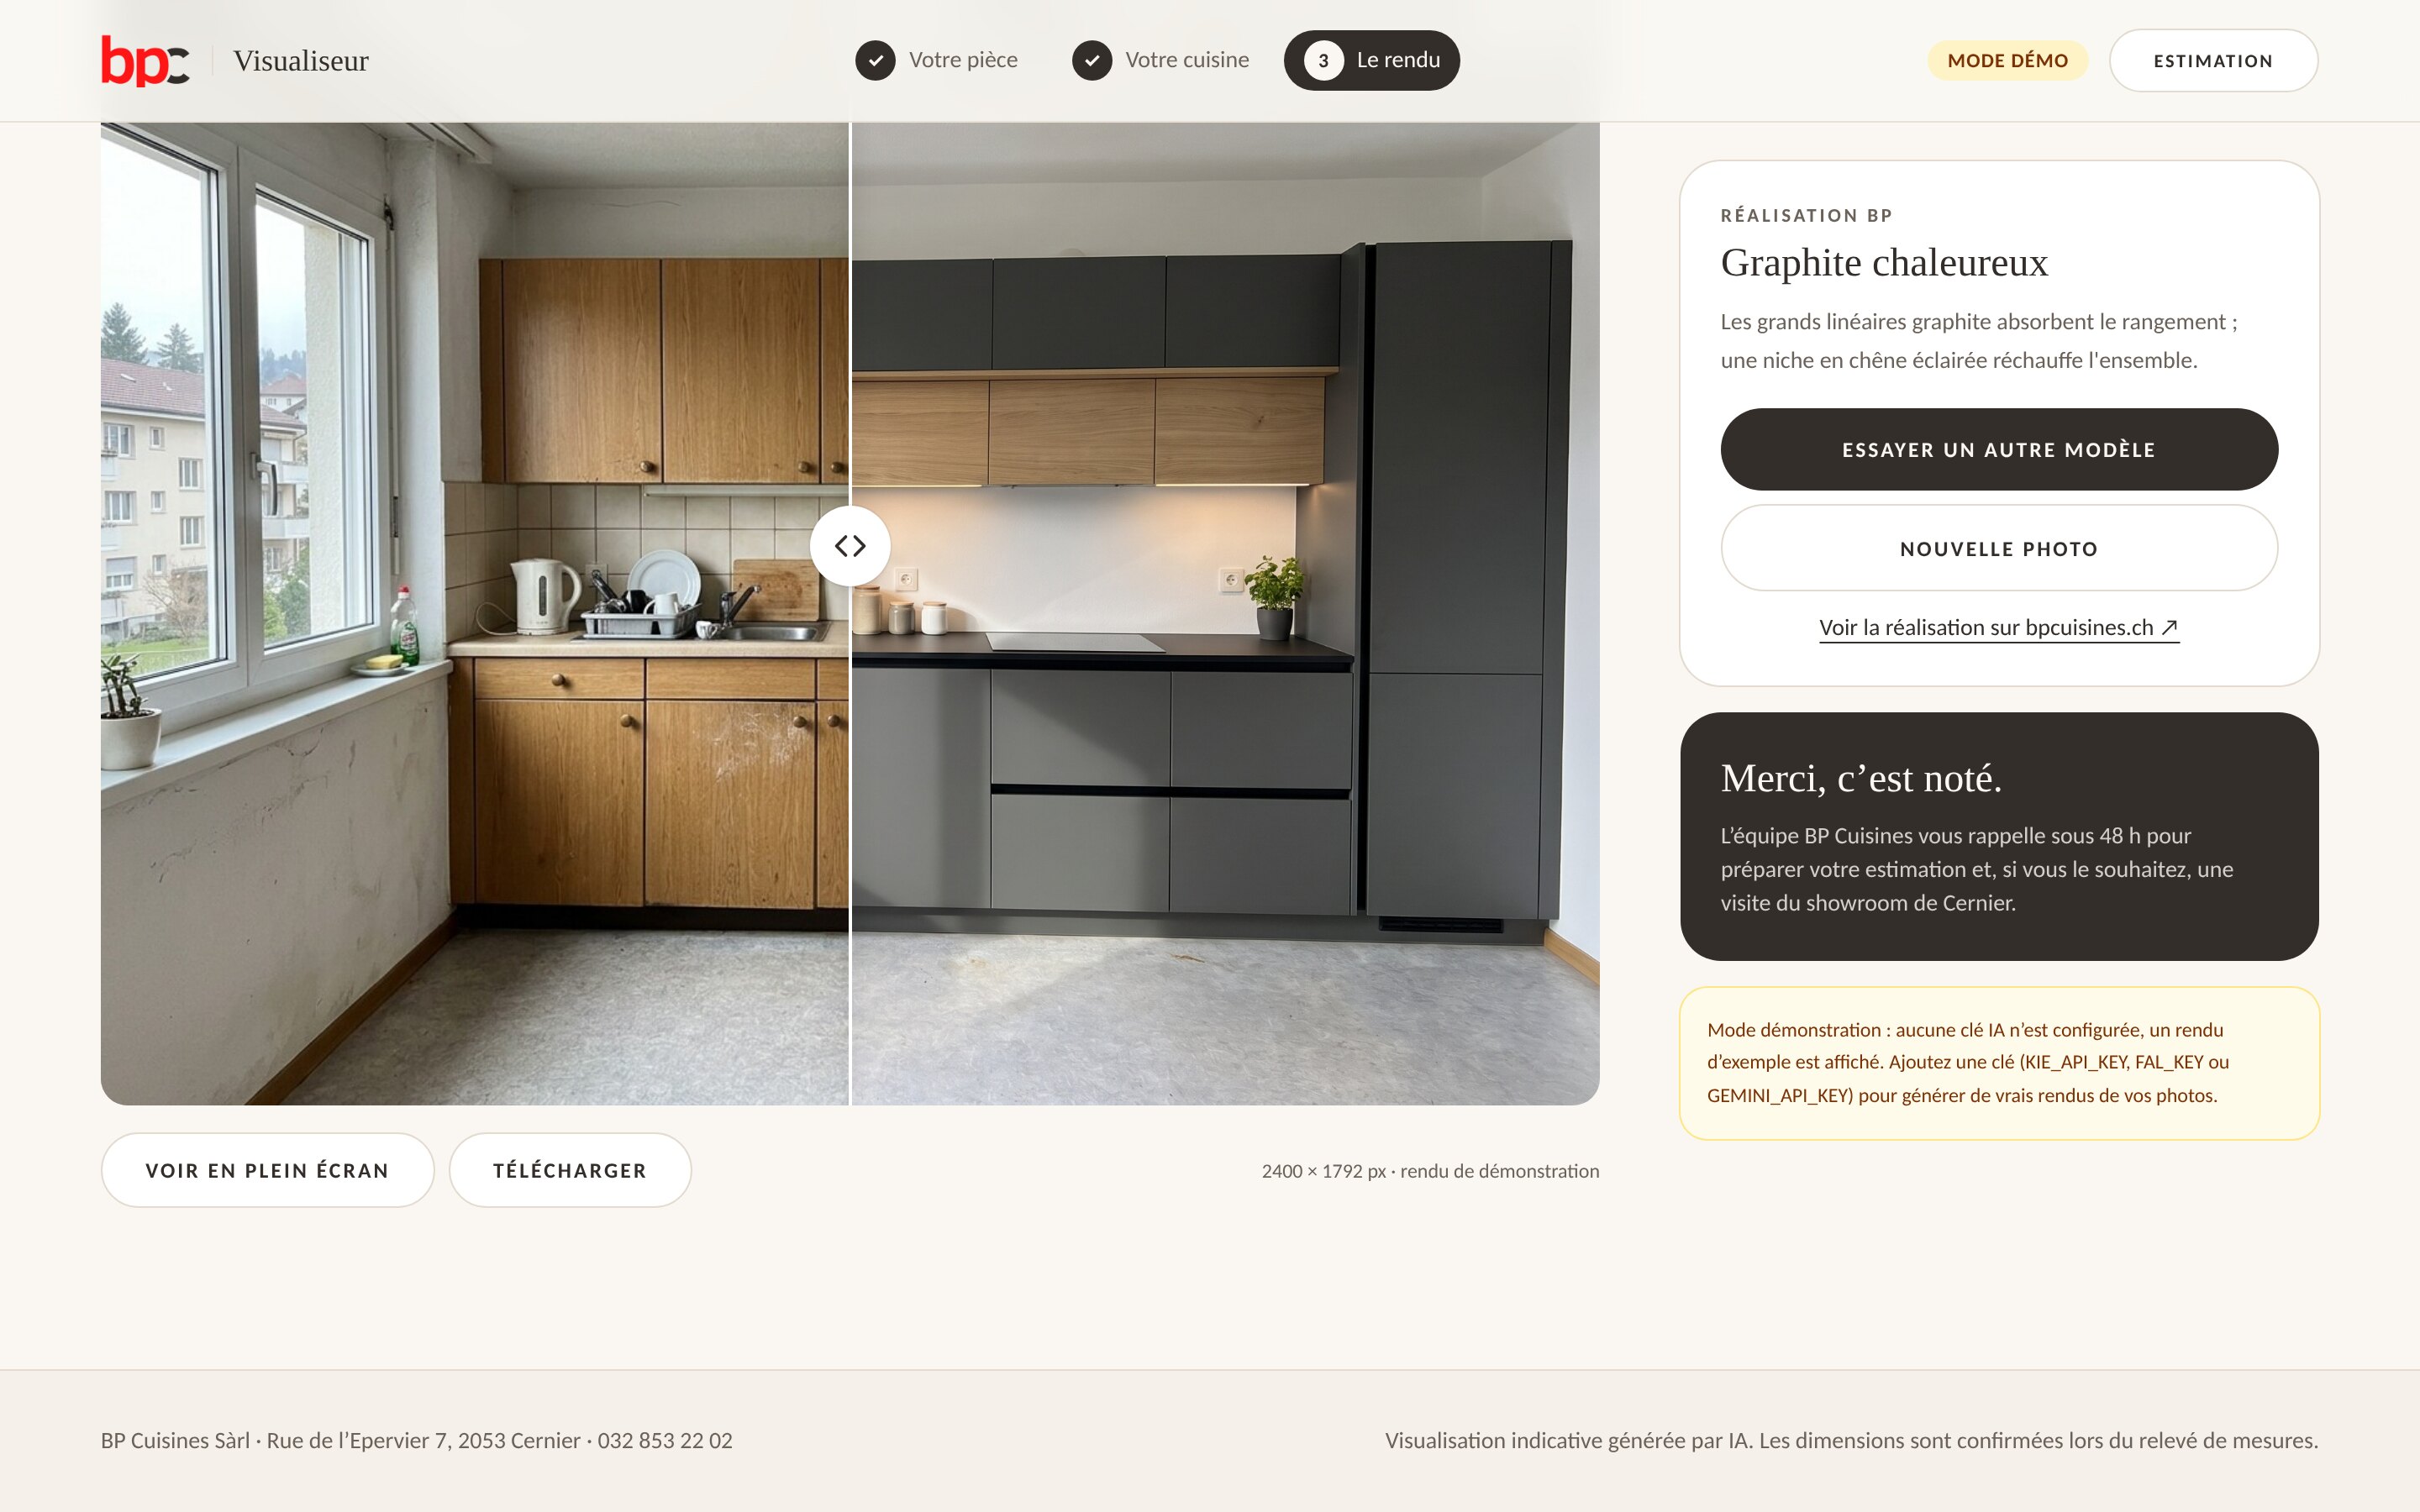 bpc
Visualiseur
Votre pièce
Votre cuisine
3 Le rendu
MODE DÉMO
ESTIMATION
RÉALISATION BP
Graphite chaleureux
Les grands linéaires graphite absorbent le rangement ;
une niche en chêne éclairée réchauffe l'ensemble.
ESSAYER UN AUTRE MODÈLE
NOUVELLE PHOTO
Voir la réalisation sur bpcuisines.ch ↗
Merci, c’est noté.
L’équipe BP Cuisines vous rappelle sous 48 h pour
préparer votre estimation et, si vous le souhaitez, une
visite du showroom de Cernier.
Mode démonstration : aucune clé IA n’est configurée, un rendu
d’exemple est affiché. Ajoutez une clé (KIE_API_KEY, FAL_KEY ou
GEMINI_API_KEY) pour générer de vrais rendus de vos photos.
VOIR EN PLEIN ÉCRAN
TÉLÉCHARGER
2400 × 1792 px · rendu de démonstration
BP Cuisines Sàrl · Rue de l’Epervier 7, 2053 Cernier · 032 853 22 02
Visualisation indicative générée par IA. Les dimensions sont confirmées lors du relevé de mesures.